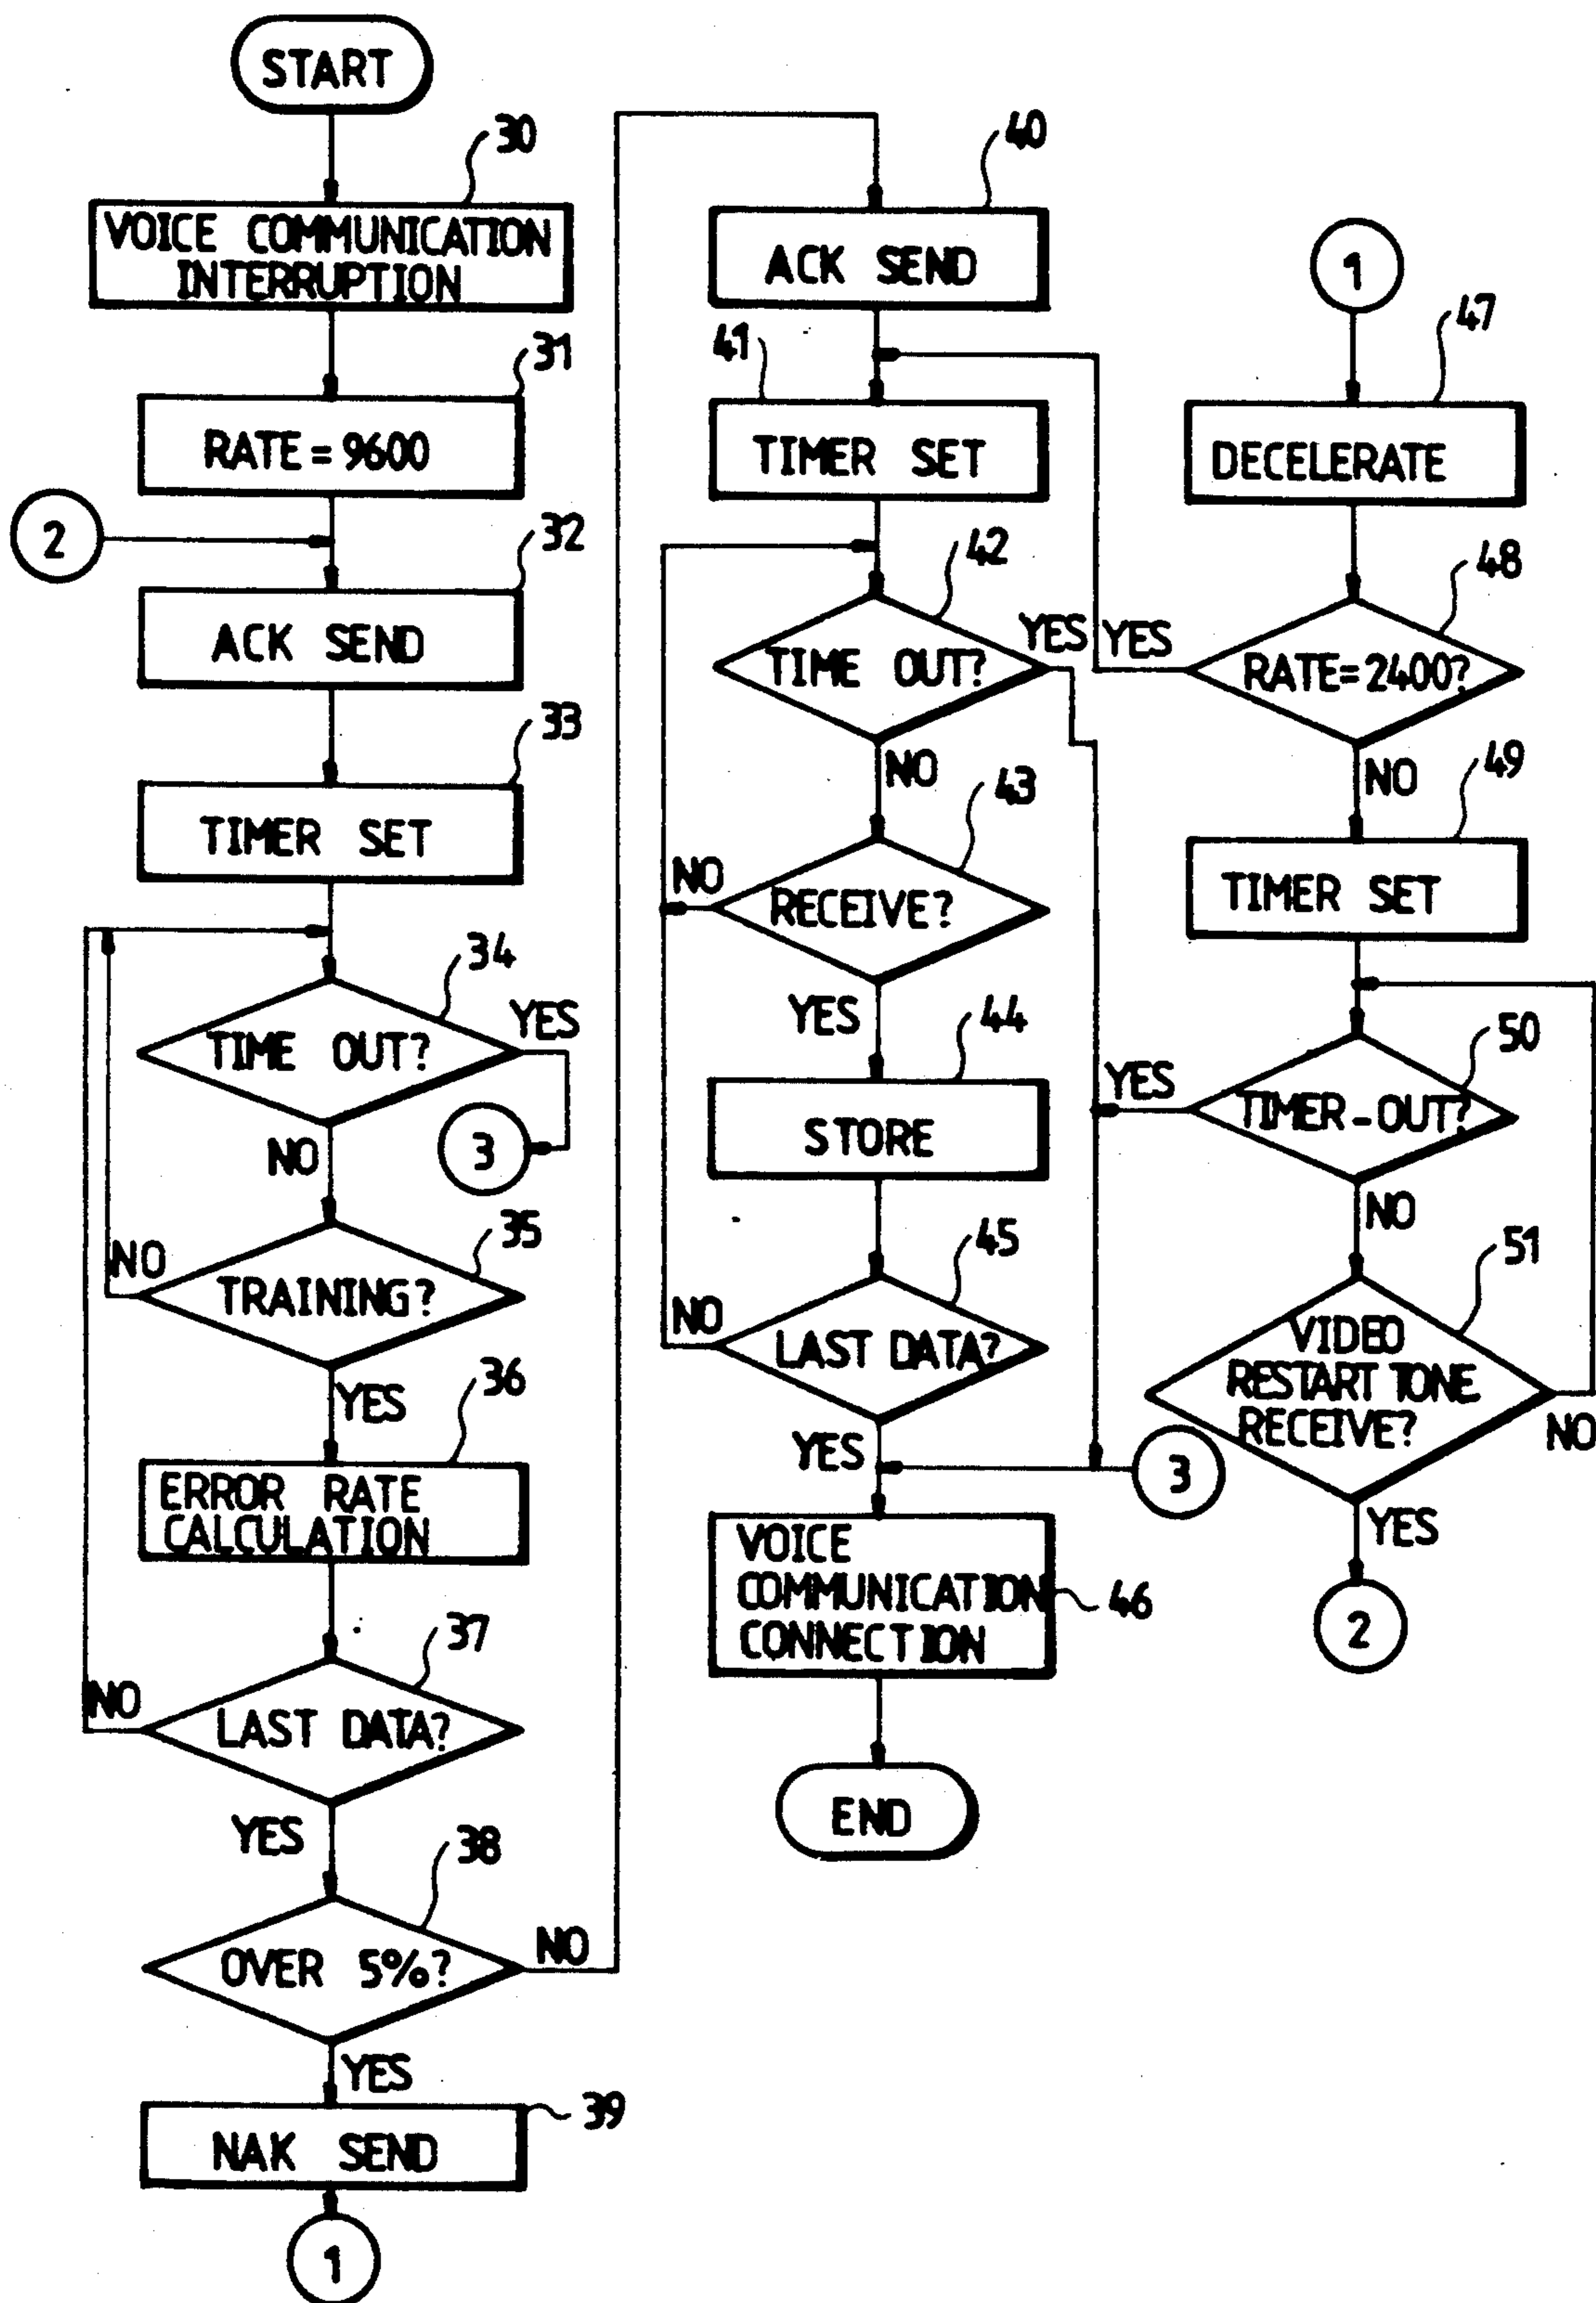 START
30
VOICE COMMUNICATION
INTERRUPTION
31
RATE = 9600
2
32
ACK SEND
33
TIMER SET
34
TIME OUT?
YES
NO
3
35
TRAINING?
NO
YES
36
ERROR RATE
CALCULATION
37
LAST DATA?
NO
YES
38
OVER 5%?
NO
YES
39
NAK SEND
1
40
ACK SEND
41
TIMER SET
42
TIME OUT?
YES
NO
43
RECEIVE?
NO
YES
44
STORE
45
LAST DATA?
NO
YES
3
VOICE
COMMUNICATION
CONNECTION
46
END
1
47
DECELERATE
48
RATE=2400?
YES
NO
49
TIMER SET
50
TIMER-OUT?
YES
NO
51
VIDEO
RESTART TONE
RECEIVE?
NO
YES
2